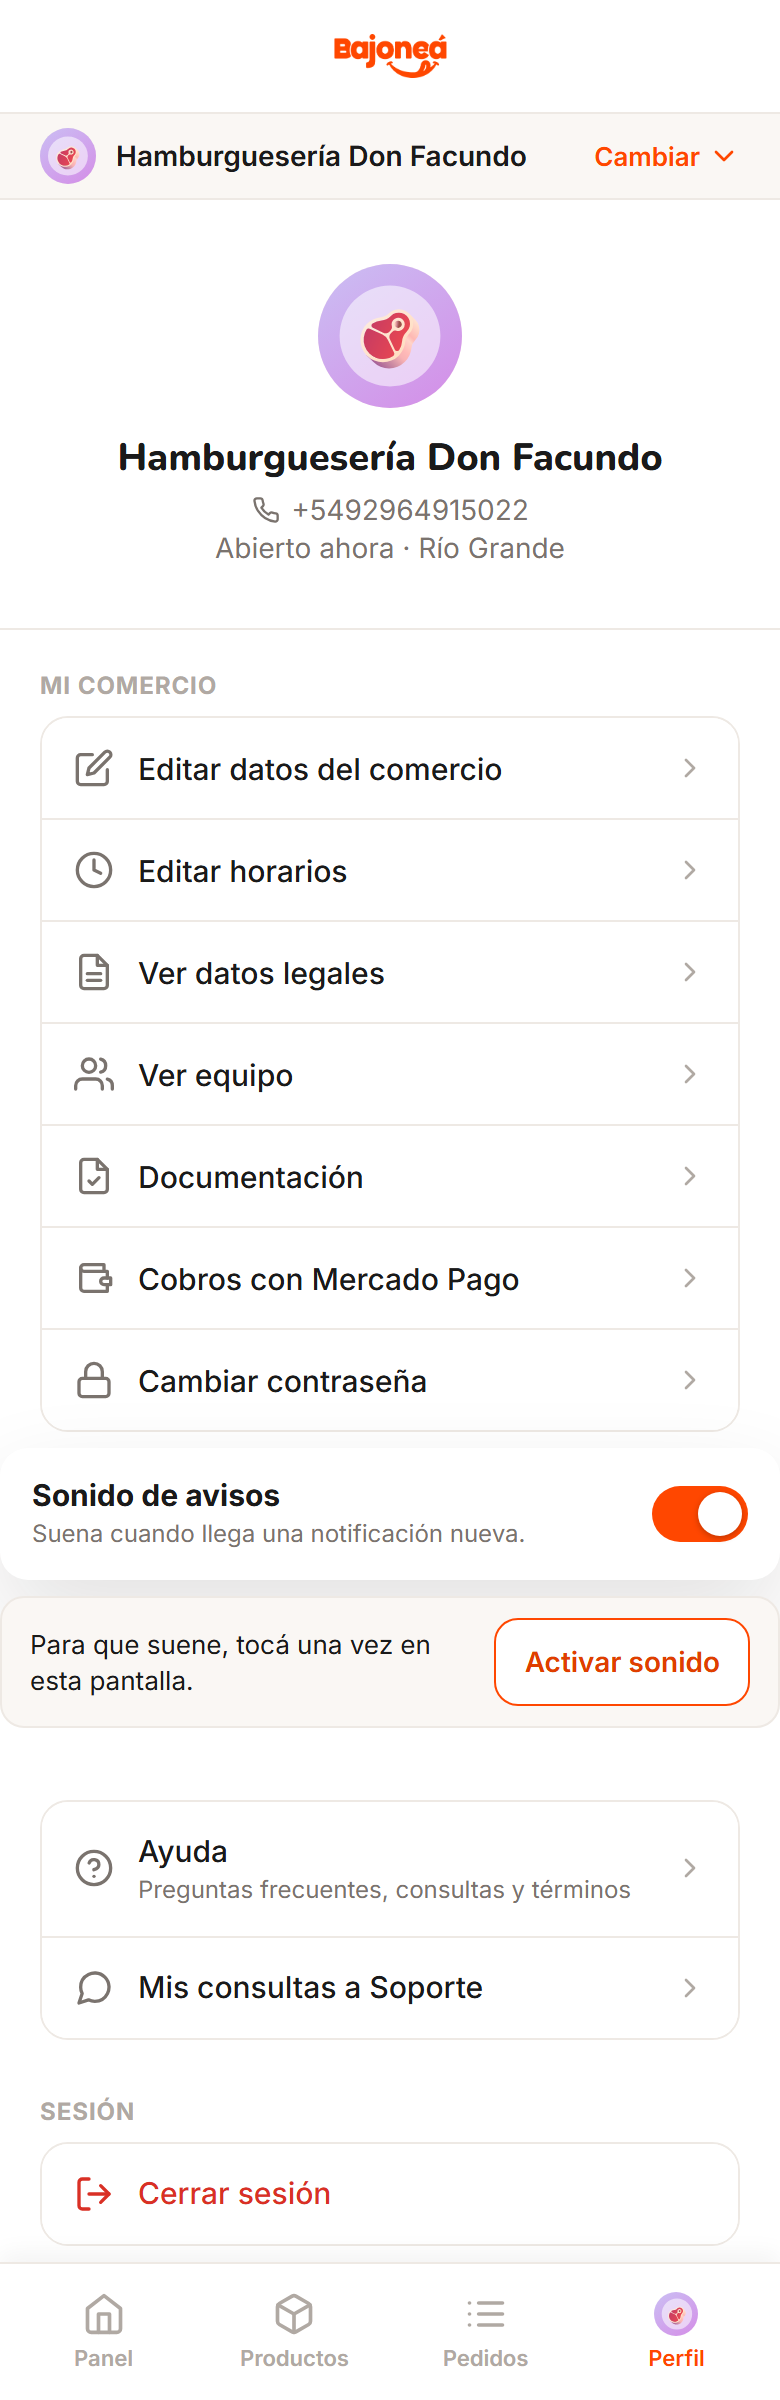 Bajoneá
Hamburguesería Don Facundo
Cambiar
Hamburguesería Don Facundo
+5492964915022
Abierto ahora · Río Grande
MI COMERCIO
Editar datos del comercio
Editar horarios
Ver datos legales
Ver equipo
Documentación
Cobros con Mercado Pago
Cambiar contraseña
Sonido de avisos
Suena cuando llega una notificación nueva.
Para que suene, tocá una vez en
esta pantalla.
Activar sonido
Ayuda
Preguntas frecuentes, consultas y términos
Mis consultas a Soporte
SESIÓN
Cerrar sesión
Panel
Productos
Pedidos
Perfil